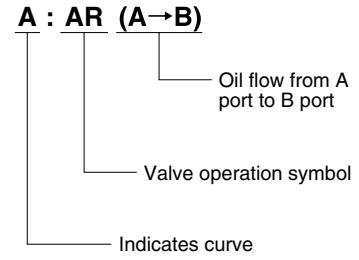 A : AR (A→B)
Oil flow from A
port to B port
Valve operation symbol
Indicates curve